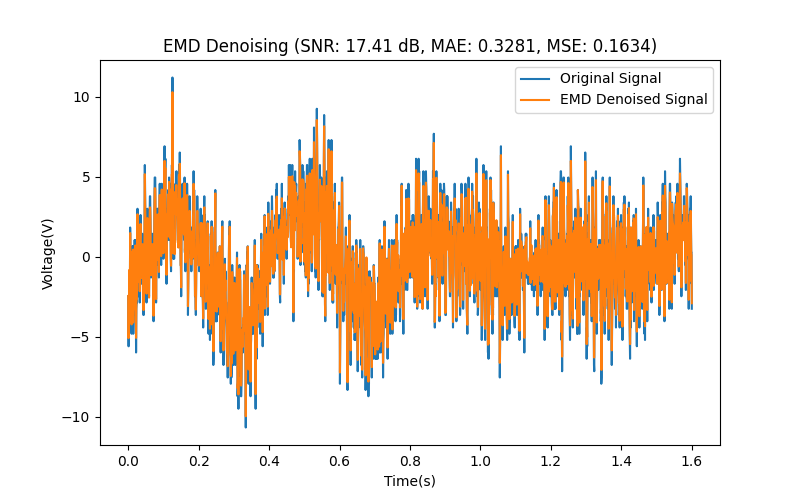 EMD Denoising (SNR: 17.41 dB, MAE: 0.3281, MSE: 0.1634)
Original Signal
EMD Denoised Signal
10
5
0
−5
−10
Voltage(V)
0.0 0.2 0.4 0.6 0.8 1.0 1.2 1.4 1.6
Time(s)